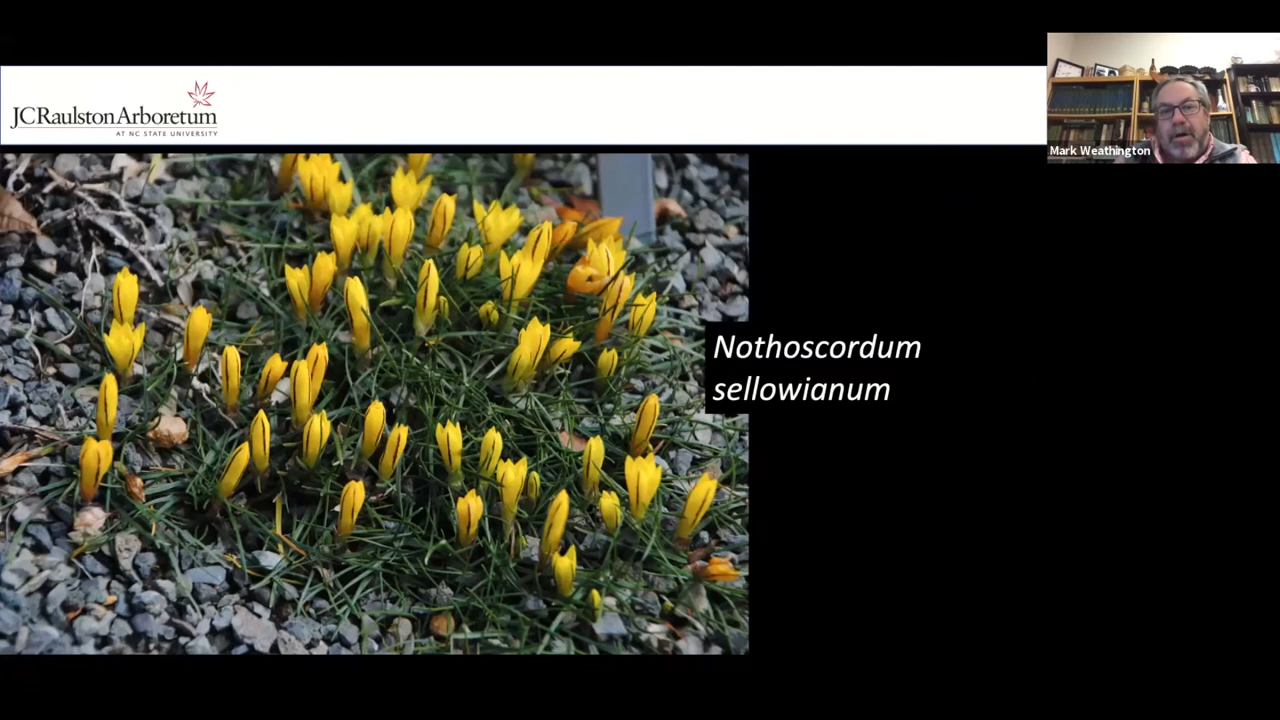 JCRaulston Arboretum
AT NC STATE UNIVERSITY
Mark Weathington
Nothoscordum
sellowianum